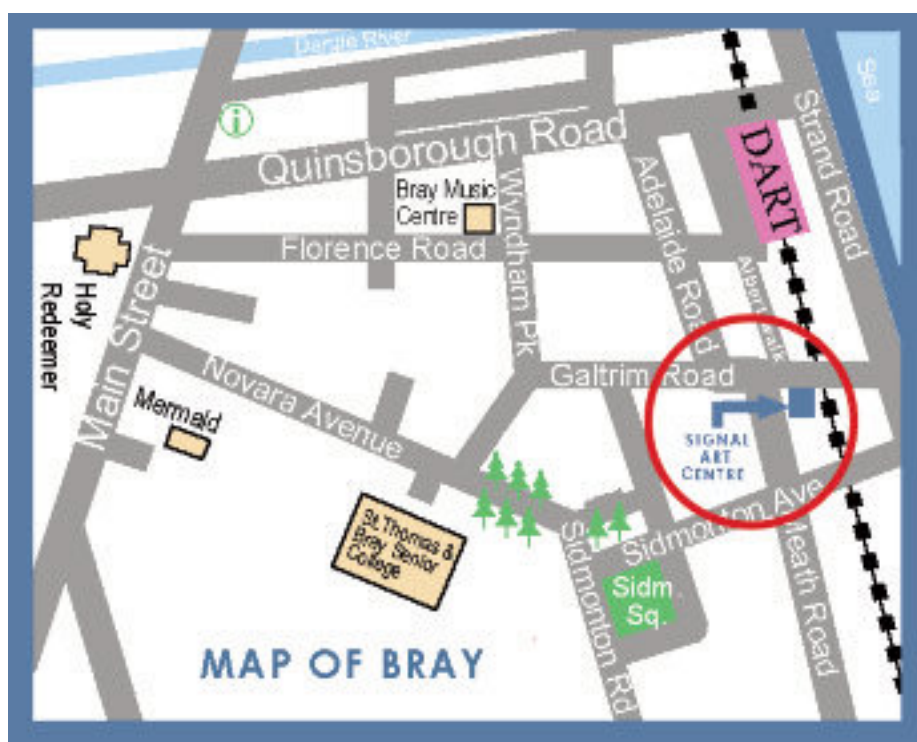 Dargle River
Sea
i
Quinsborough Road
DART
Strand Road
Bray Music
Centre
Wyndham Pk
Adelaide Road
Florence Road
Albert Walk
Holy
Redeemer
Main Street
Novara Avenue
Galtrim Road
Mermaid
SIGNAL
ART
CENTRE
St. Thomas &
Bray Senior
College
Sidmonton Ave
Sidmonton Rd
Meath Road
Sidm
Sq.
MAP OF BRAY